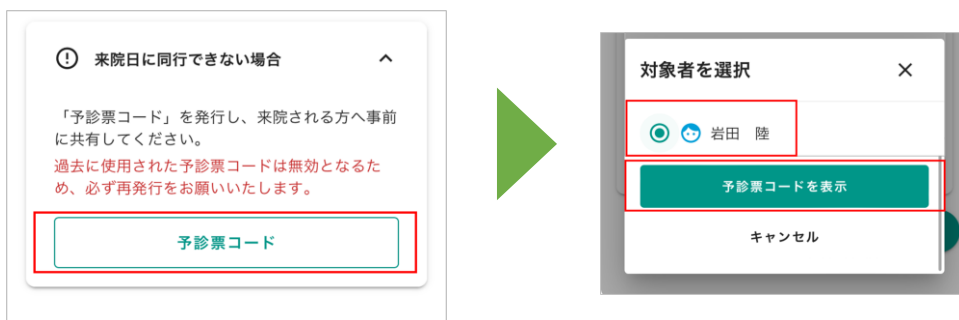 来院日に同行できない場合
「予診票コード」を発行し、来院される方へ事前
に共有してください。
過去に使用された予診票コードは無効となるた
め、必ず再発行をお願いいたします。
予診票コード
対象者を選択
岩田　陸
予診票コードを表示
キャンセル